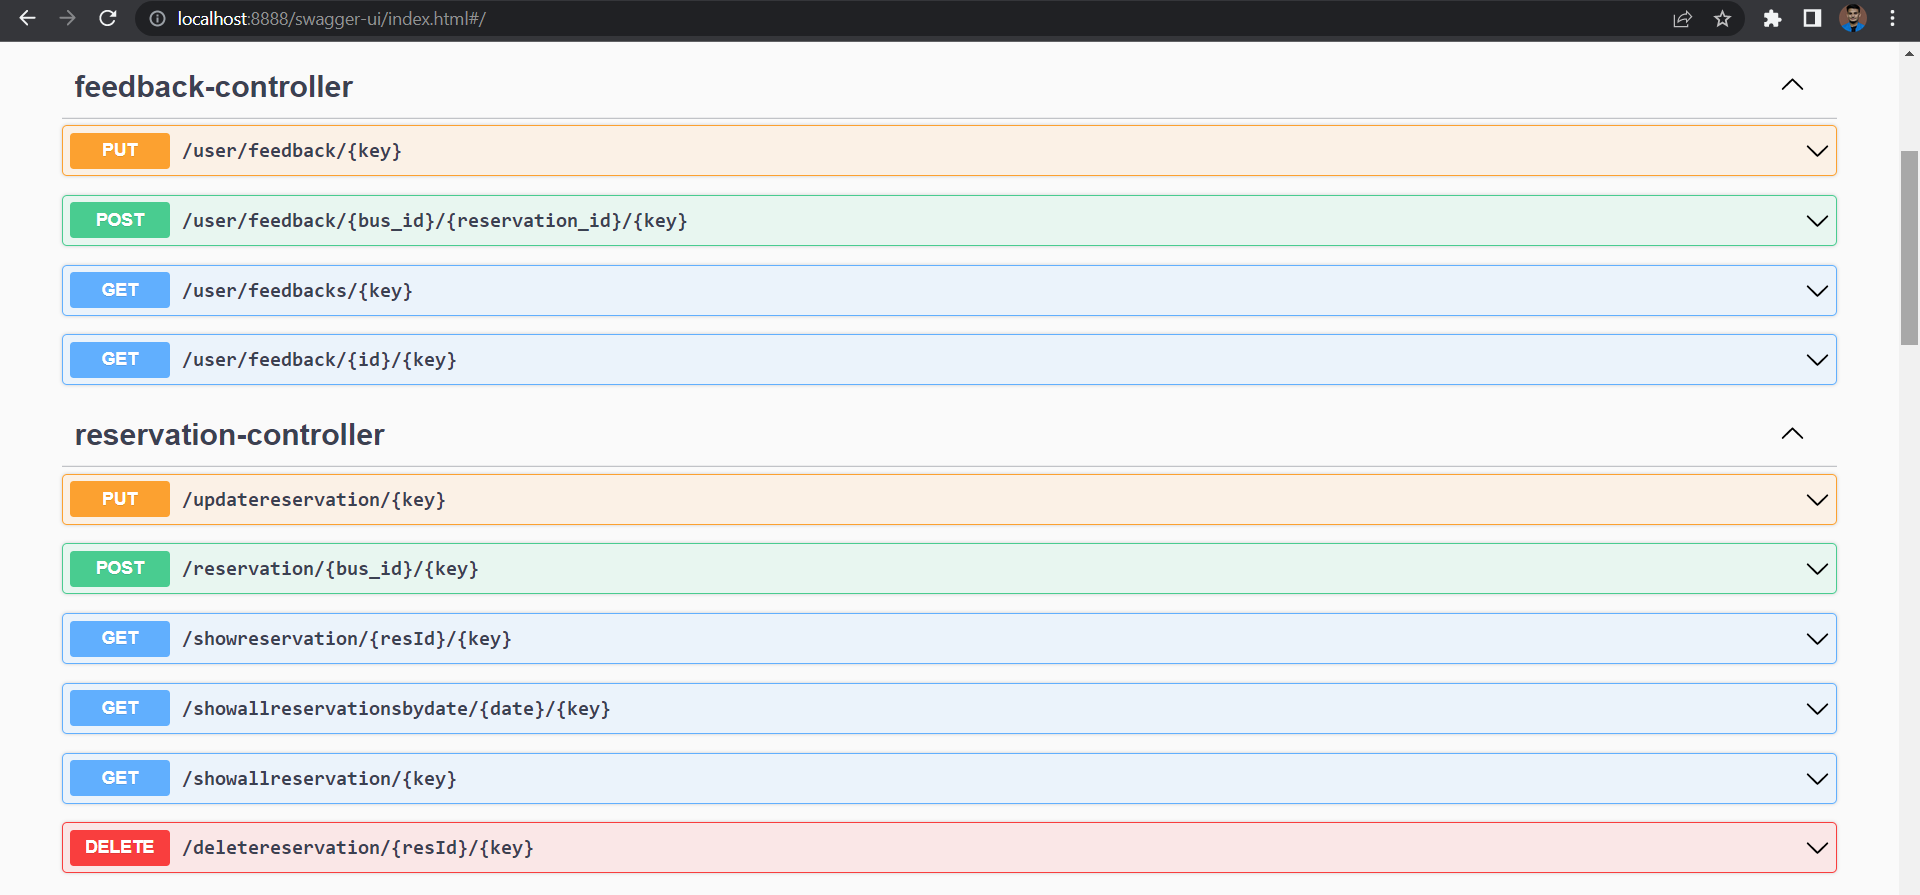 localhost:8888/swagger-ui/index.html#/
feedback-controller
PUT /user/feedback/{key}
POST /user/feedback/{bus_id}/{reservation_id}/{key}
GET /user/feedbacks/{key}
GET /user/feedback/{id}/{key}
reservation-controller
PUT /updatereservation/{key}
POST /reservation/{bus_id}/{key}
GET /showreservation/{resId}/{key}
GET /showallreservationsbydate/{date}/{key}
GET /showallreservation/{key}
DELETE /deletereservation/{resId}/{key}